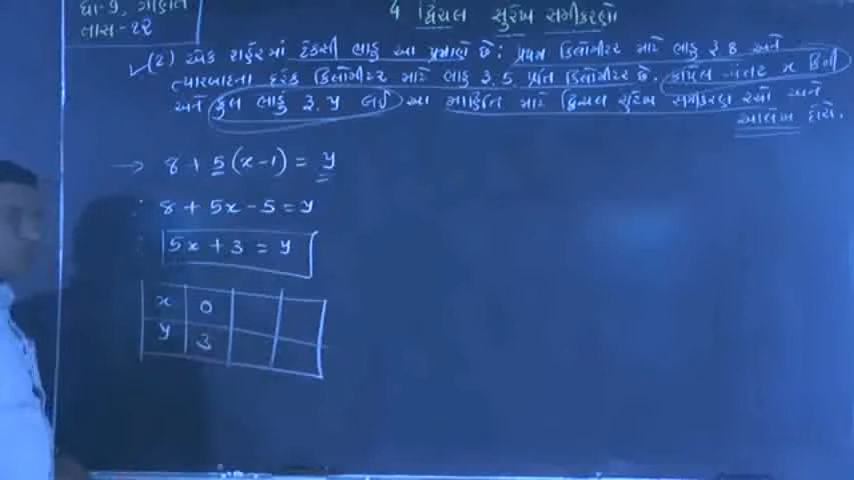 ધો-9, ગણિત
તાસ-૨૨
4 દ્વિચલ સુરેખ સમીકરણો
(2) એક શહેરમાં ટેક્સી ભાડું આ પ્રમાણે છે: પ્રથમ કિલોમીટર માટે ભાડું રૂ 8 અને
ત્યારબાદના દરેક કિલોમીટર માટે ભાડું રૂ. 5 પ્રતિ કિલોમીટર છે. કાપેલ અંતર x કિમી
અને કુલ ભાડું રૂ. y લઈ આ માહિતિ માટે દ્વિચલ સુરેખ સમીકરણ રચો અને
આલેખ દોરો.
→ 8 + 5(x-1) = y
∴ 8 + 5x - 5 = y
∴ 5x + 3 = y
x 0
y 3